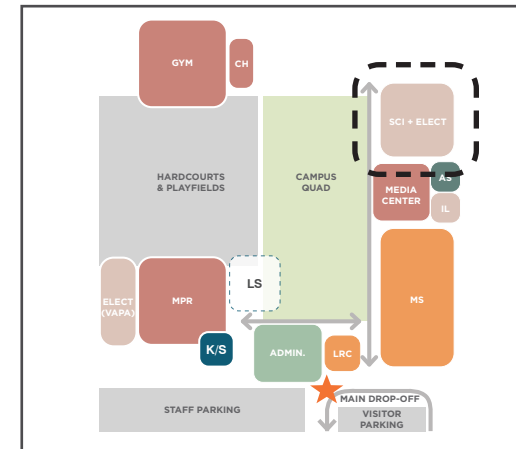 GYM
CH
SCI + ELECT
HARDCOURTS
& PLAYFIELDS
CAMPUS
QUAD
AS
MEDIA
CENTER
IL
ELECT
(VAPA)
MPR
LS
MS
K/S
ADMIN.
LRC
STAFF PARKING
MAIN DROP-OFF
VISITOR
PARKING